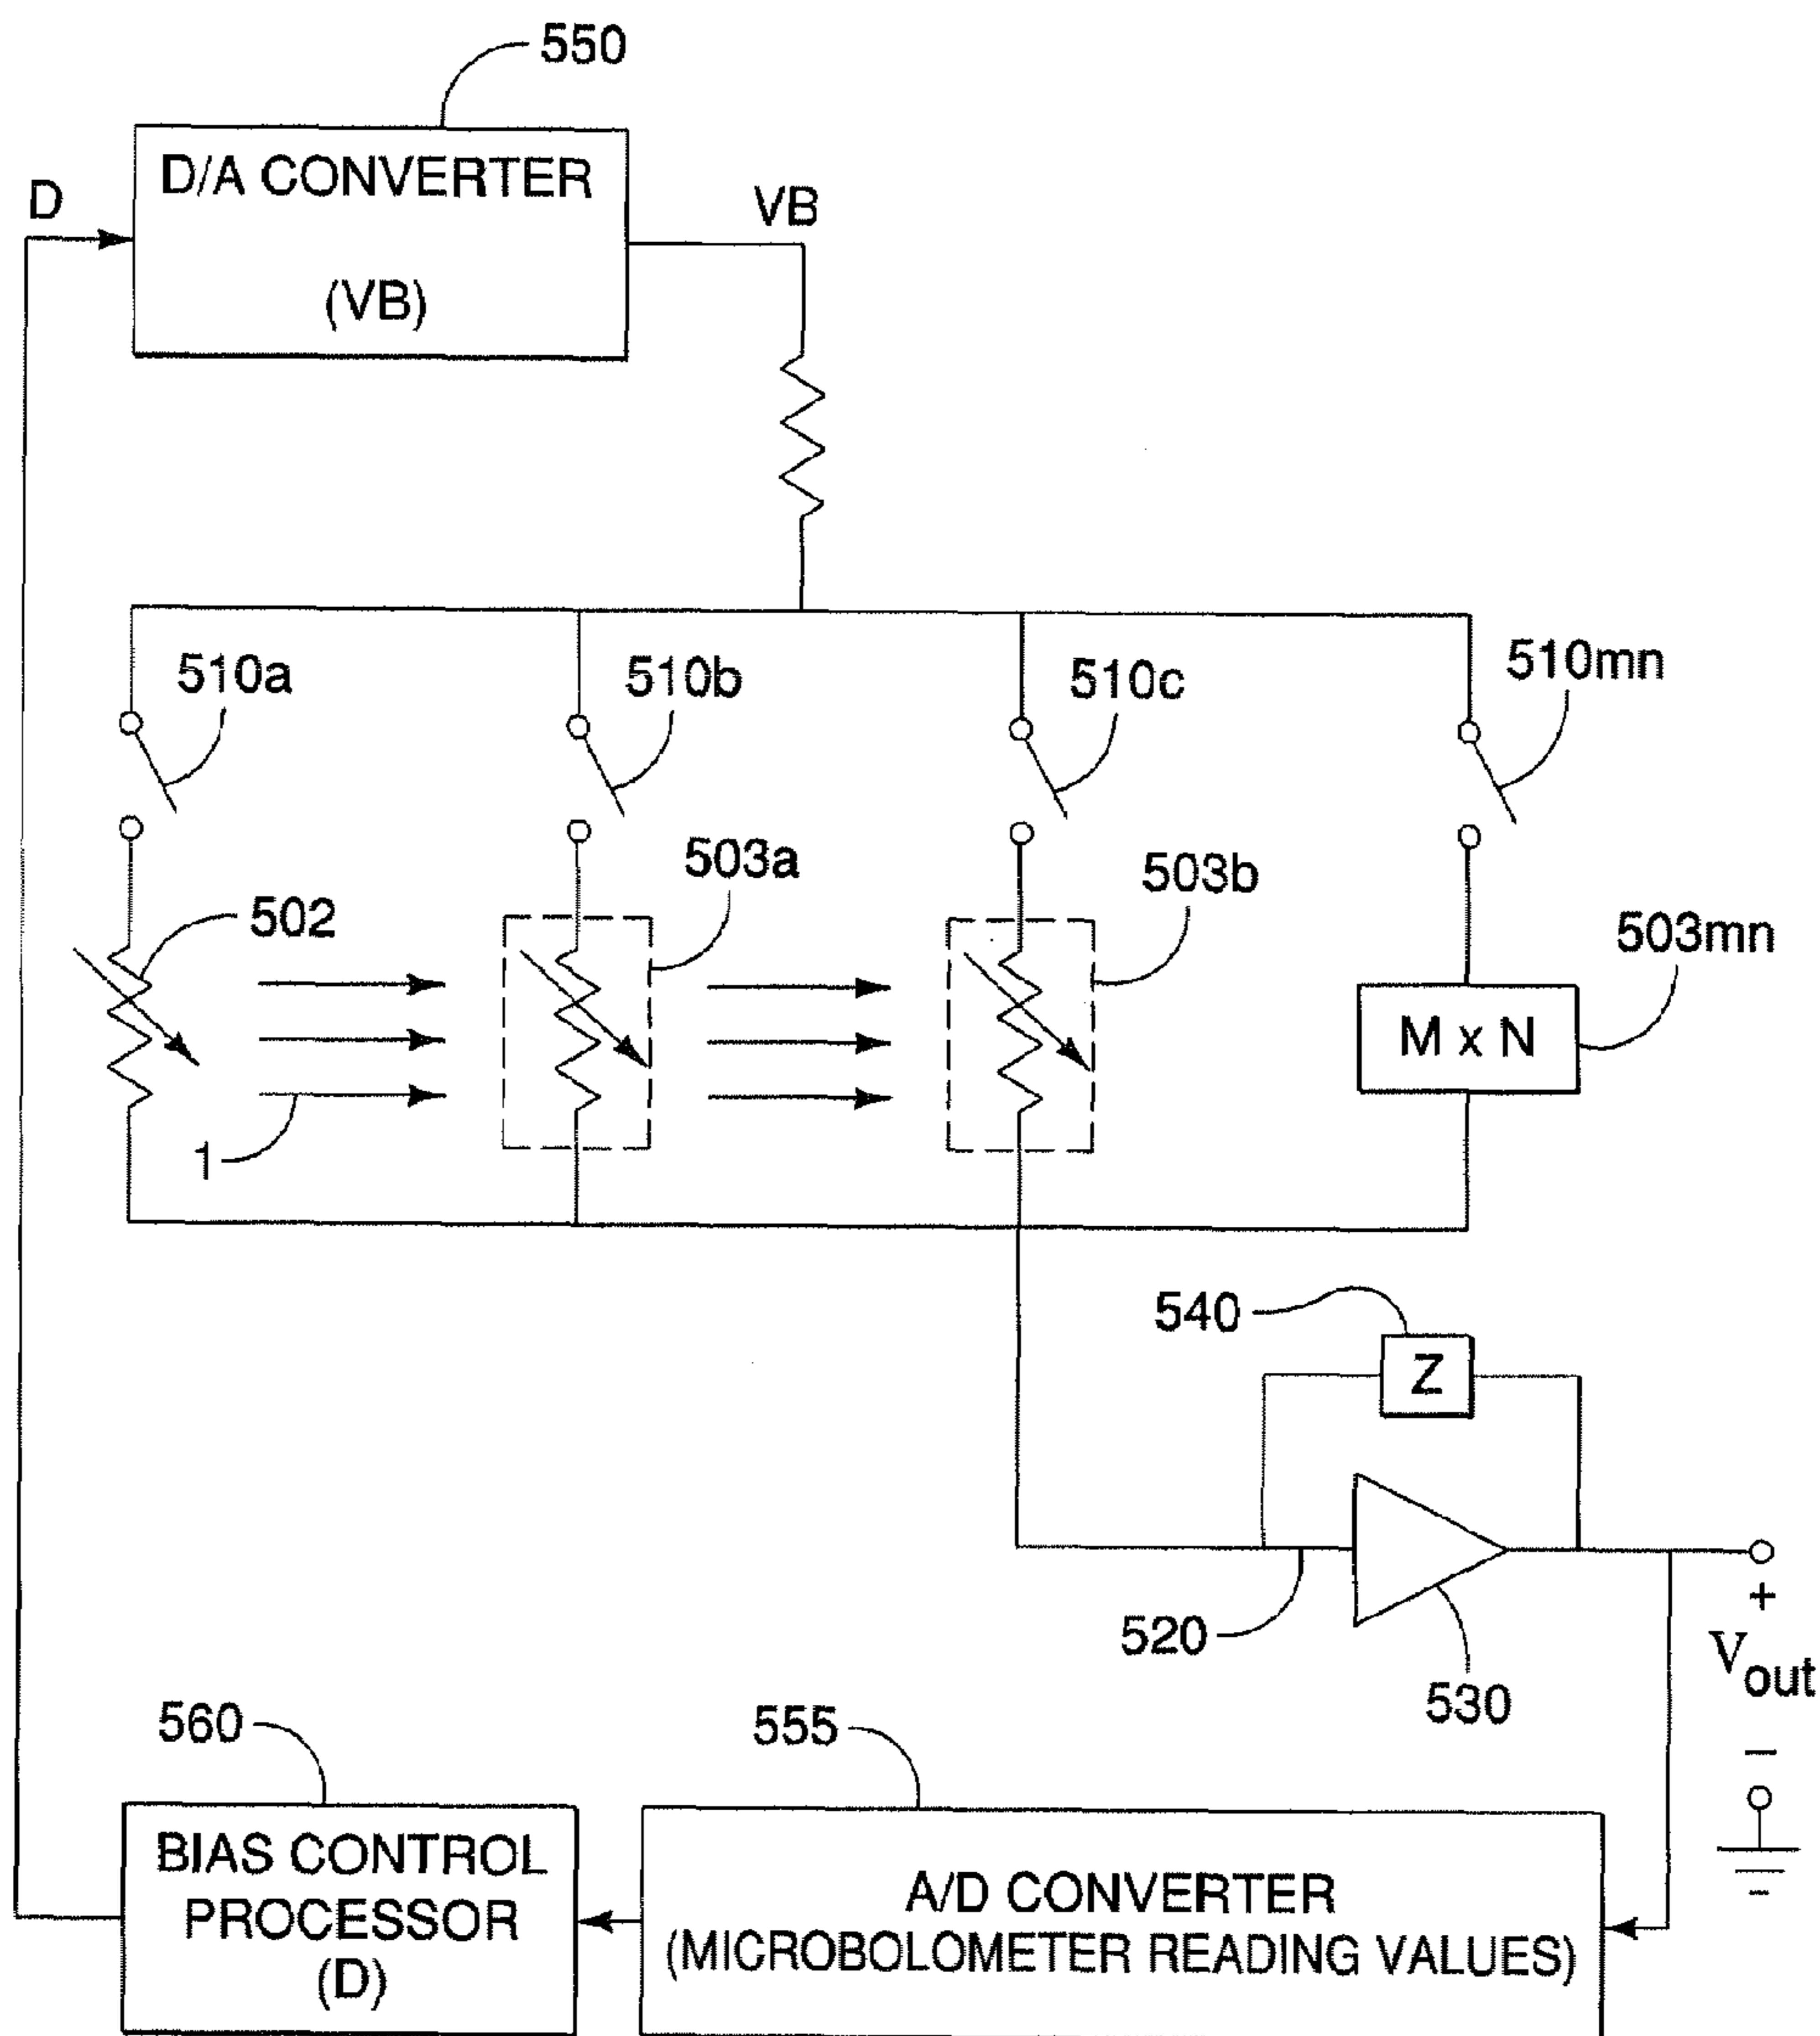 550
D/A CONVERTER
(VB)
D
VB
510a
510b
510c
510mn
502
503a
503b
503mn
M x N
1
540
Z
520
530
+
Vout
−
560
555
BIAS CONTROL
PROCESSOR
(D)
A/D CONVERTER
(MICROBOLOMETER READING VALUES)